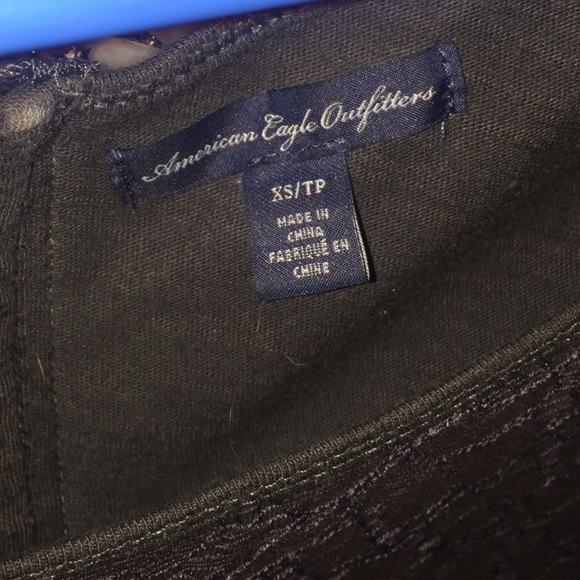 American Eagle Outfitters
XS/TP
MADE IN
CHINA
FABRIQUÉ EN
CHINE